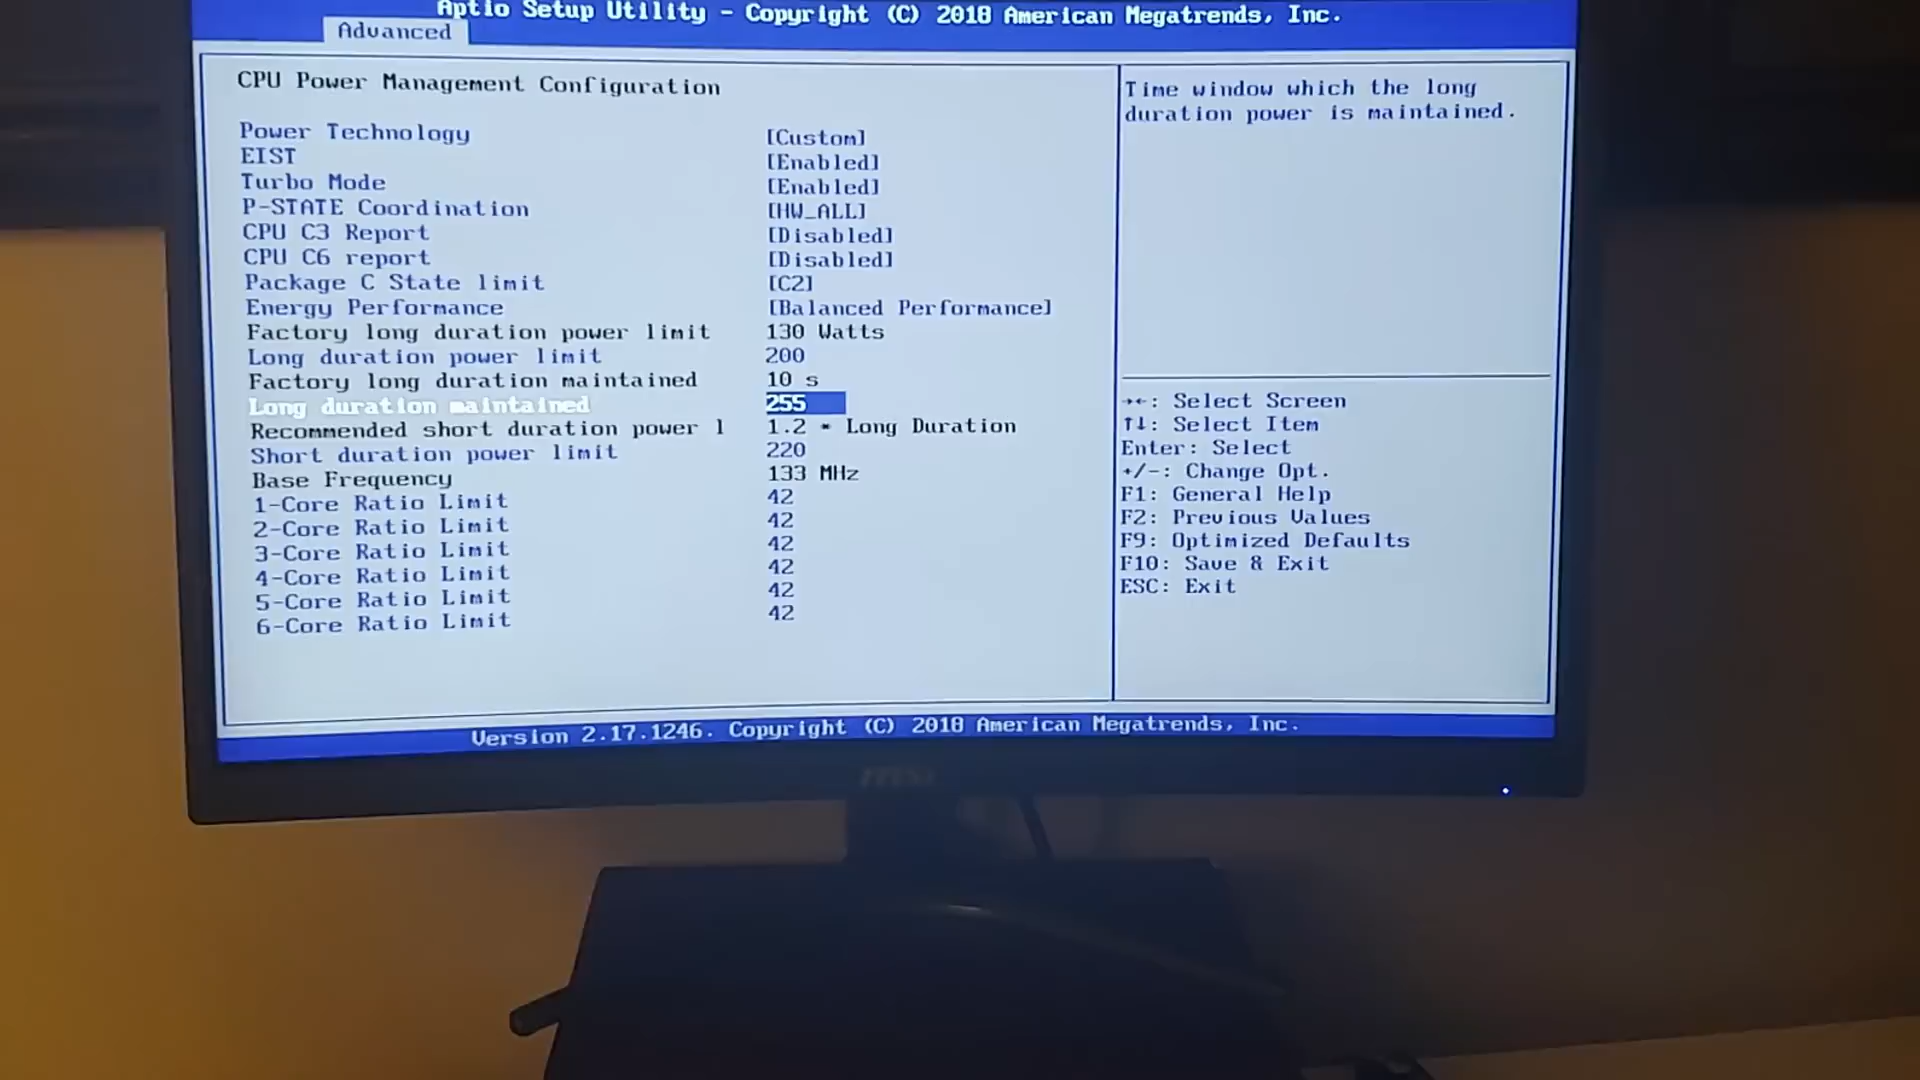 Aptio Setup Utility - Copyright (C) 2018 American Megatrends, Inc.
Advanced
CPU Power Management Configuration
Power Technology [Custom]
EIST [Enabled]
Turbo Mode [Enabled]
P-STATE Coordination [HW_ALL]
CPU C3 Report [Disabled]
CPU C6 report [Disabled]
Package C State limit [C2]
Energy Performance [Balanced Performance]
Factory long duration power limit 130 Watts
Long duration power limit 200
Factory long duration maintained 10 s
Long duration maintained 255
Recommended short duration power l 1.2 * Long Duration
Short duration power limit 220
Base Frequency 133 MHz
1-Core Ratio Limit 42
2-Core Ratio Limit 42
3-Core Ratio Limit 42
4-Core Ratio Limit 42
5-Core Ratio Limit 42
6-Core Ratio Limit 42
Time window which the long
duration power is maintained.
→←: Select Screen
↑↓: Select Item
Enter: Select
+/-: Change Opt.
F1: General Help
F2: Previous Values
F9: Optimized Defaults
F10: Save & Exit
ESC: Exit
Version 2.17.1246. Copyright (C) 2018 American Megatrends, Inc.
msi